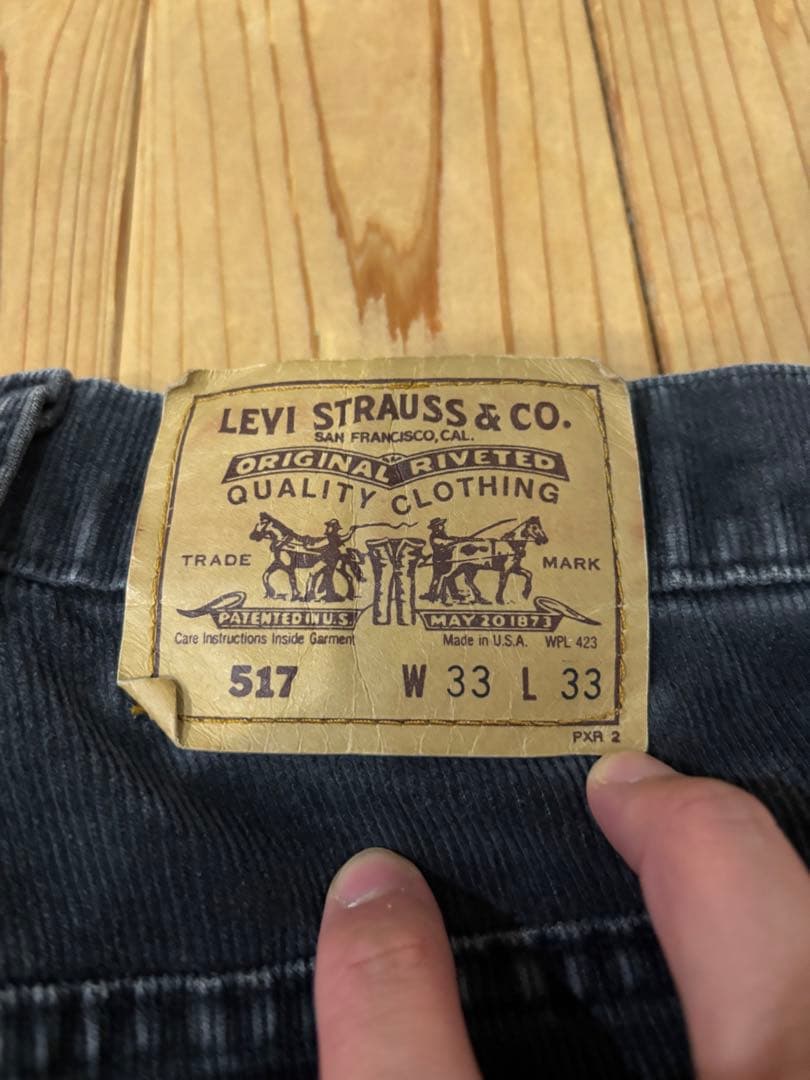 LEVI STRAUSS & CO.
SAN FRANCISCO, CAL.
ORIGINAL RIVETED
QUALITY CLOTHING
TRADE MARK
PATENTED IN U.S. MAY 20 1873
Care Instructions Inside Garment Made in U.S.A. WPL 423
517 W 33 L 33
PXR 2